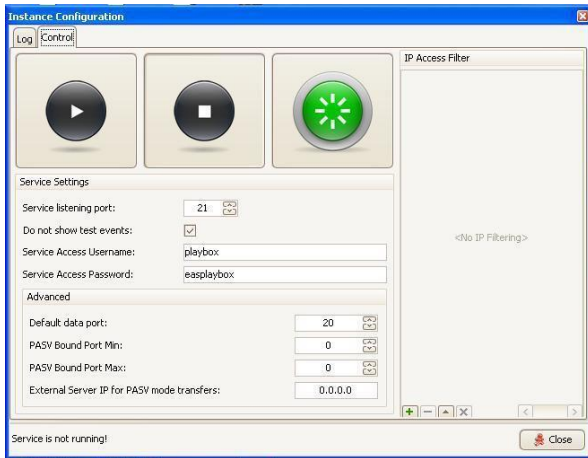 Instance Configuration
Log Control
IP Access Filter
Service Settings
Service listening port: 21
Do not show test events:
Service Access Username: playbox
Service Access Password: easplaybox
Advanced
Default data port: 20
PASV Bound Port Min: 0
PASV Bound Port Max: 0
External Server IP for PASV mode transfers: 0.0.0.0
<No IP Filtering>
Service is not running!
Close